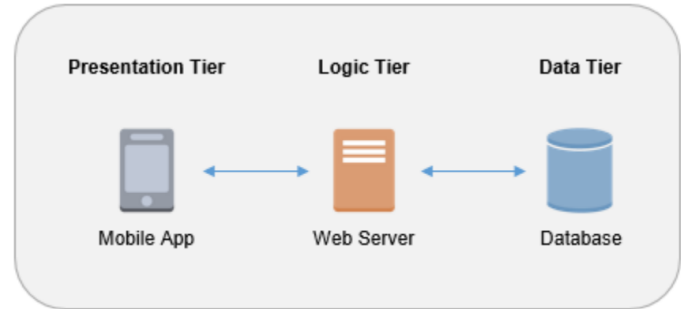 Presentation Tier
Logic Tier
Data Tier
Mobile App
Web Server
Database